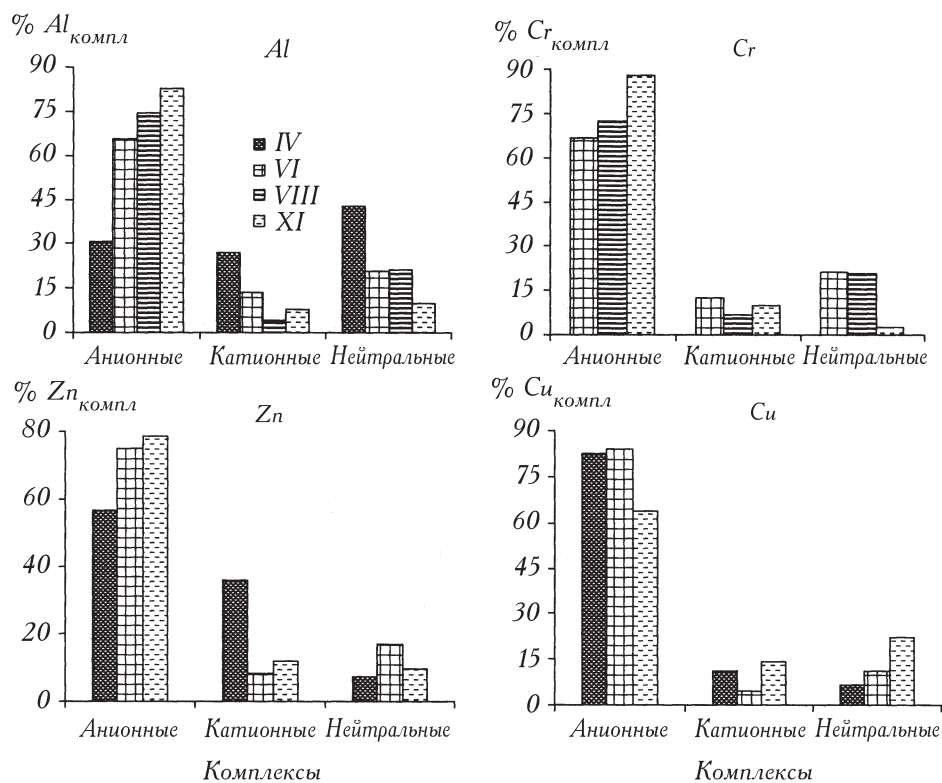 % Al компл
Al
90
75
60
45
30
15
0
IV
VI
VIII
XI
Анионные Катионные Нейтральные
% Cr компл
Cr
90
75
60
45
30
15
0
Анионные Катионные Нейтральные
% Zn компл
Zn
80
60
40
20
0
Анионные Катионные Нейтральные
Комплексы
% Cu компл
Cu
90
75
60
45
30
15
0
Анионные Катионные Нейтральные
Комплексы